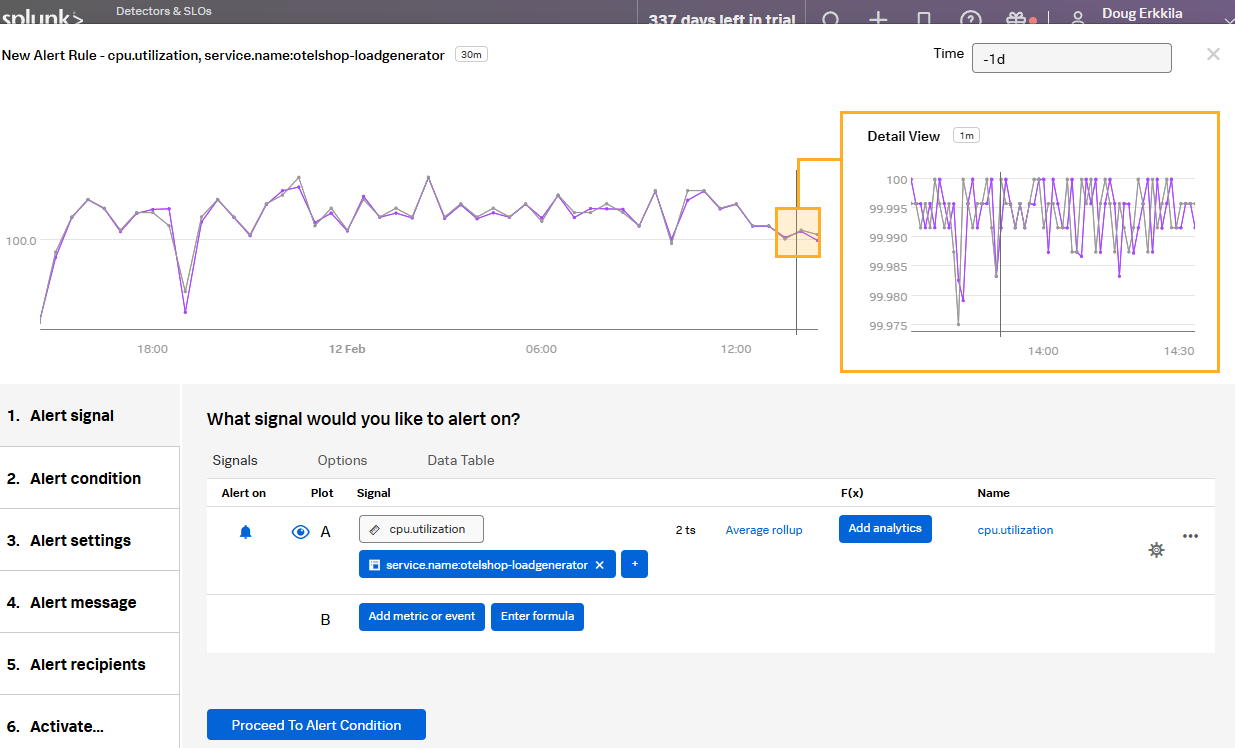 splunk>
Detectors & SLOs
337 days left in trial
Doug Erkkila
New Alert Rule - cpu.utilization, service.name:otelshop-loadgenerator 30m
Time -1d
Detail View 1m
100
99.995
99.990
99.985
99.980
99.975
14:00 14:30
100.0
18:00 12 Feb 06:00 12:00
1. Alert signal
2. Alert condition
3. Alert settings
4. Alert message
5. Alert recipients
6. Activate...
What signal would you like to alert on?
Signals Options Data Table
Alert on Plot Signal F(x) Name
A cpu.utilization 2 ts Average rollup Add analytics cpu.utilization
service.name:otelshop-loadgenerator × +
B Add metric or event Enter formula
Proceed To Alert Condition